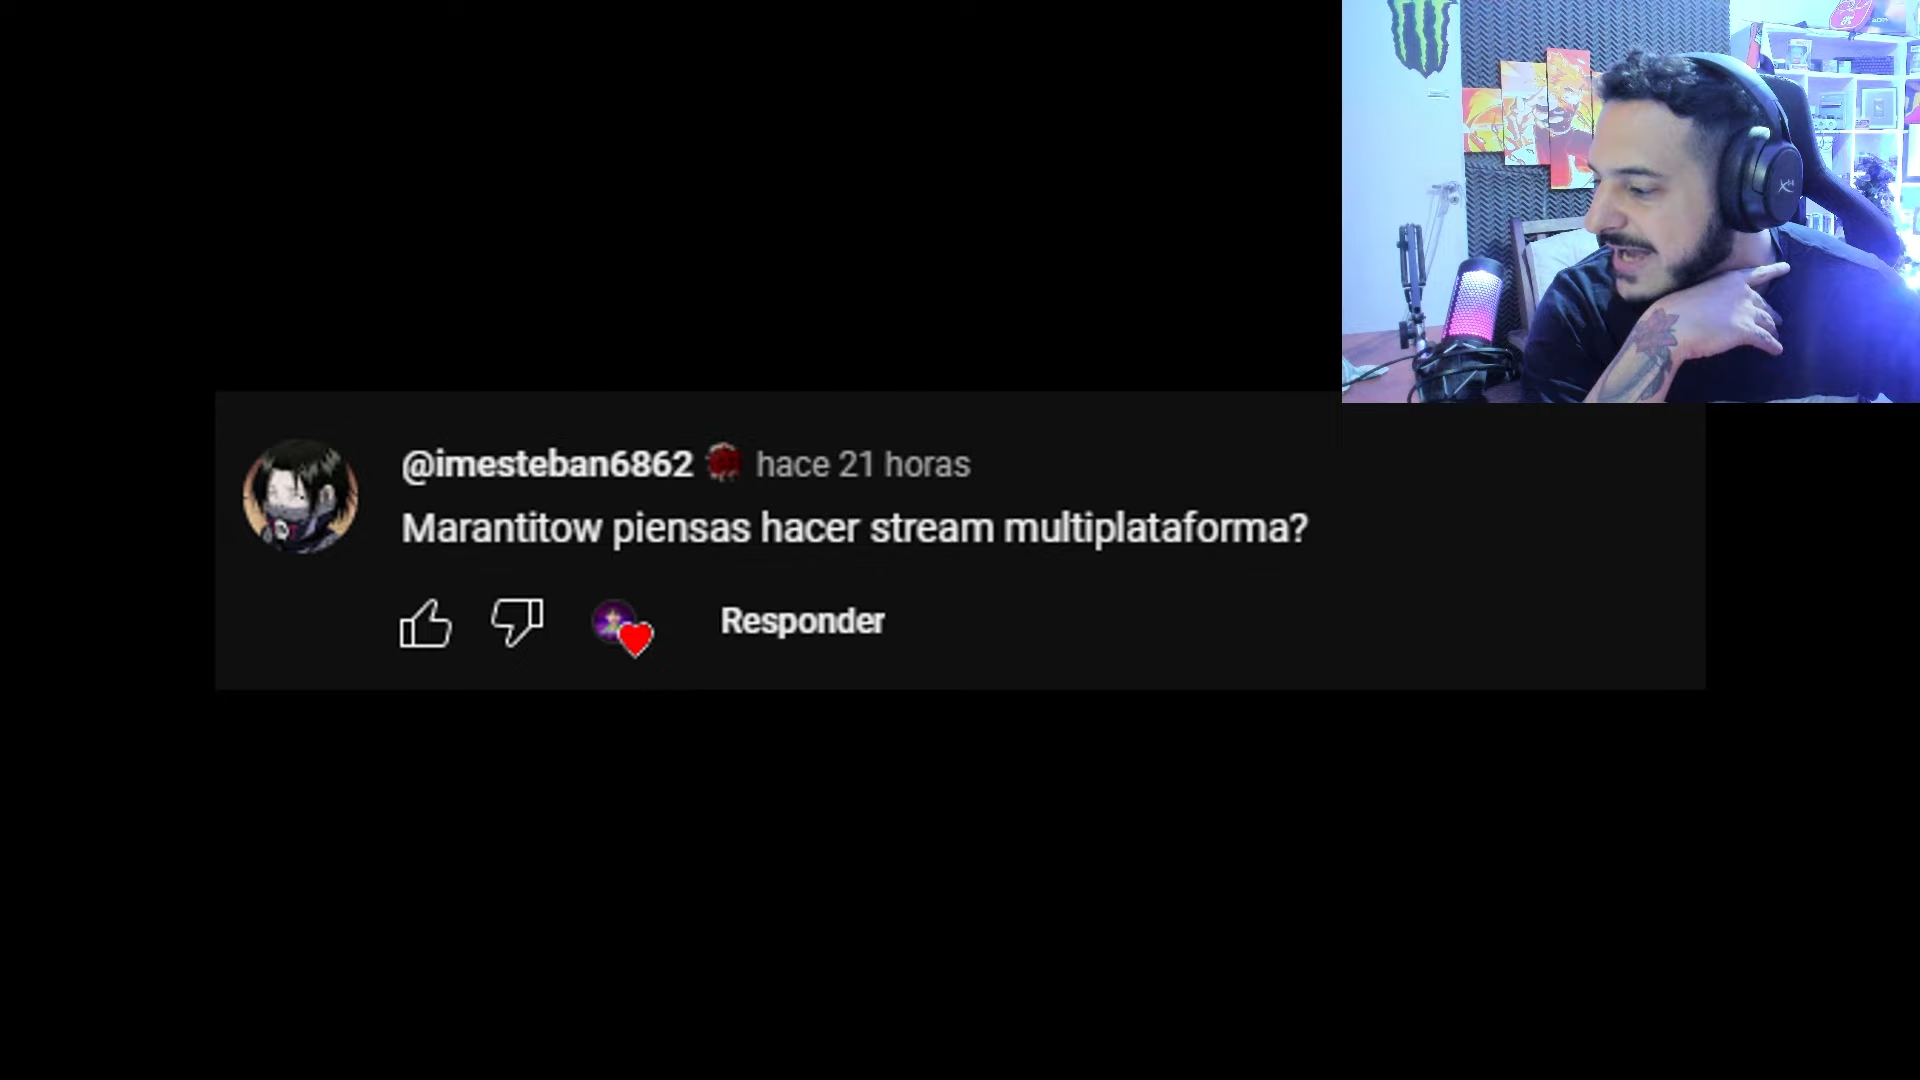 @imesteban6862 hace 21 horas
Marantitow piensas hacer stream multiplataforma?
Responder